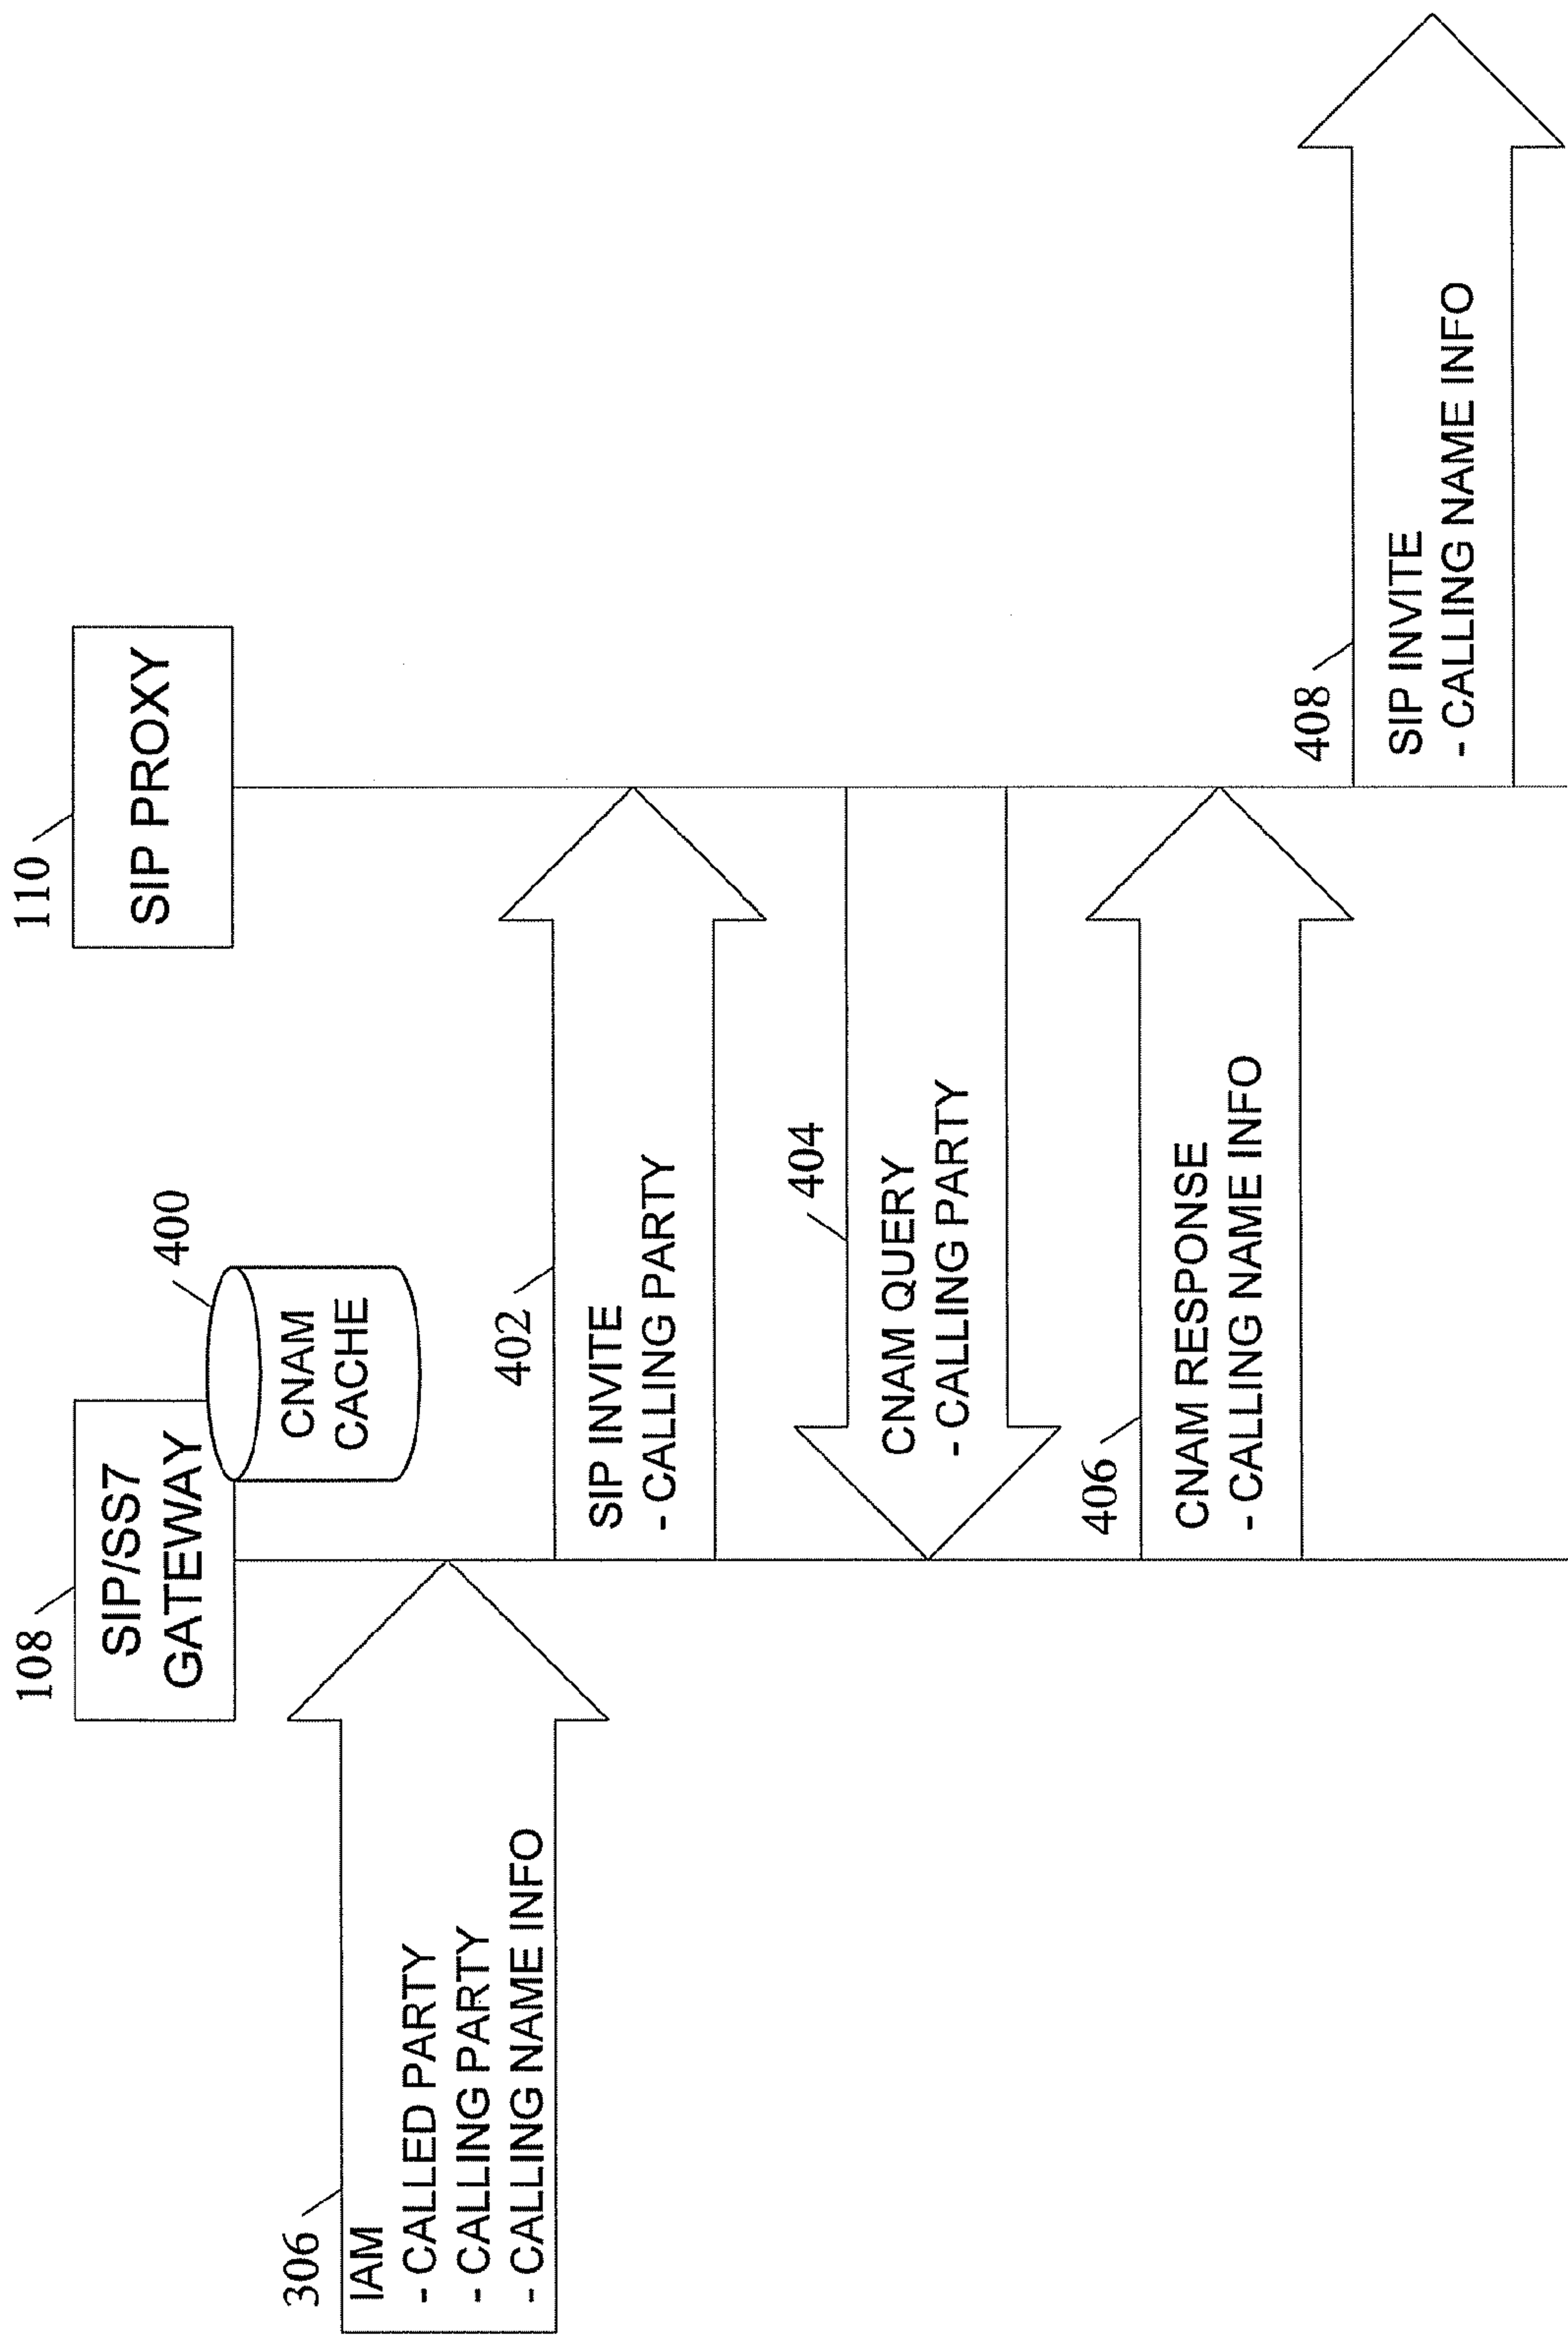 108
SIP/SS7
GATEWAY
400
CNAM
CACHE
110
SIP PROXY
306
IAM
- CALLED PARTY
- CALLING PARTY
- CALLING NAME INFO
402
SIP INVITE
- CALLING PARTY
404
CNAM QUERY
- CALLING PARTY
406
CNAM RESPONSE
- CALLING NAME INFO
408
SIP INVITE
- CALLING NAME INFO